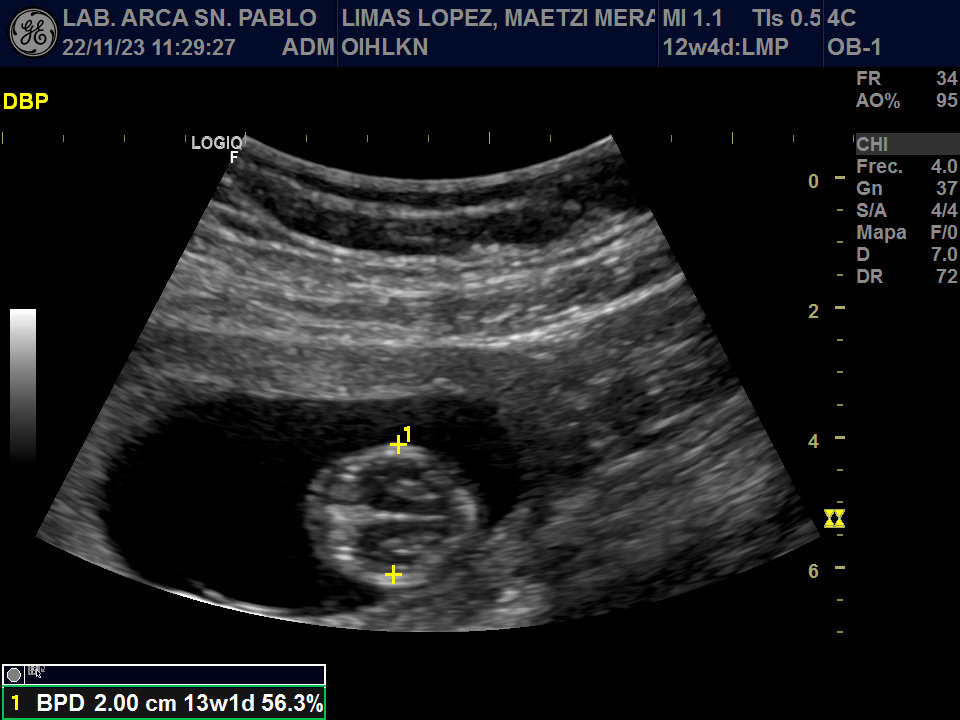 LAB. ARCA SN. PABLO
LIMAS LOPEZ, MAETZI MERA
MI 1.1 TIs 0.5
4C
22/11/23 11:29:27 ADM
OIHLKN
12w4d:LMP
OB-1
DBP
FR 34
AO% 95
LOGIQ
F
CHI
Frec. 4.0
Gn 37
S/A 4/4
Mapa F/0
D 7.0
DR 72
0
2
4
6
1
1 BPD 2.00 cm 13w1d 56.3%